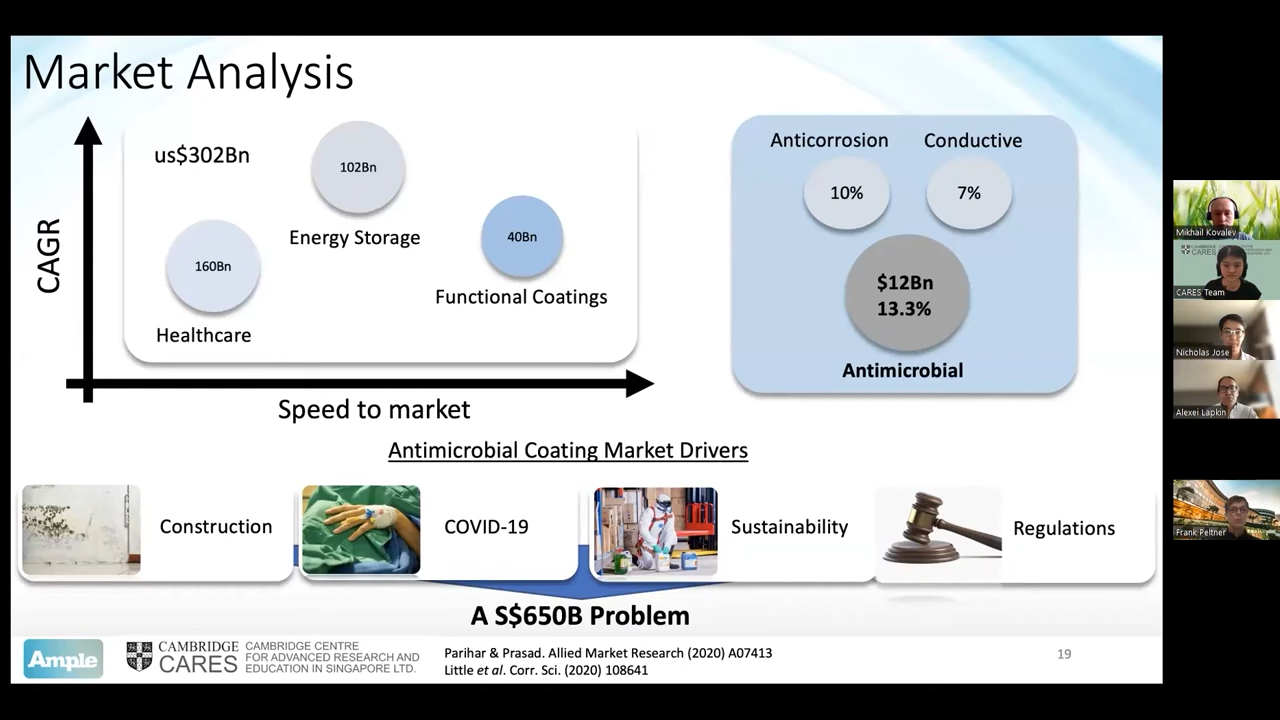 Market Analysis
CAGR
us$302Bn
102Bn
Energy Storage
160Bn
Healthcare
40Bn
Functional Coatings
Speed to market
Anticorrosion
Conductive
10%
7%
$12Bn
13.3%
Antimicrobial
Antimicrobial Coating Market Drivers
Construction
COVID-19
Sustainability
Regulations
A S$650B Problem
Ample
CAMBRIDGE
CARES
CAMBRIDGE CENTRE
FOR ADVANCED RESEARCH AND
EDUCATION IN SINGAPORE LTD.
Parihar & Prasad. Allied Market Research (2020) A07413
Little et al. Corr. Sci. (2020) 108641
19
Mikhail Kovalev
CARES
CARES Team
Nicholas Jose
Alexei Lapkin
Frank Peitner